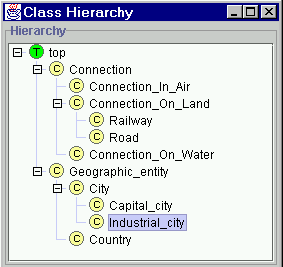 Class Hierarchy
Hierarchy
T top
C Connection
C Connection_In_Air
C Connection_On_Land
C Railway
C Road
C Connection_On_Water
C Geographic_entity
C City
C Capital_city
C Industrial_city
C Country